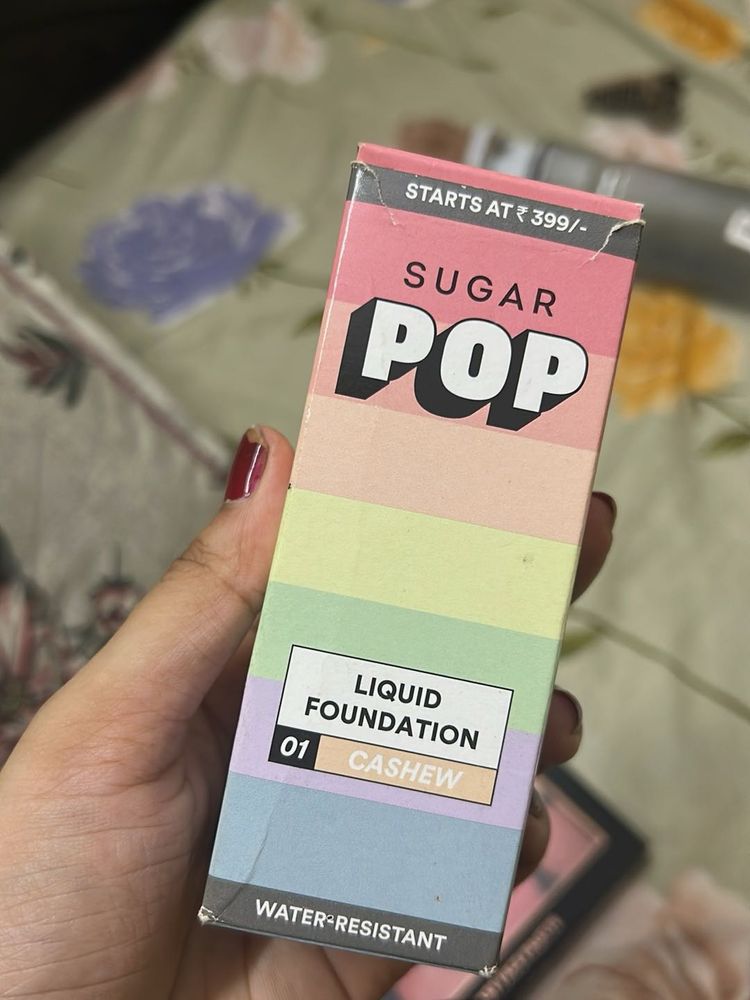 STARTS AT ₹ 399/-
SUGAR
POP
LIQUID
FOUNDATION
01 CASHEW
WATER-RESISTANT